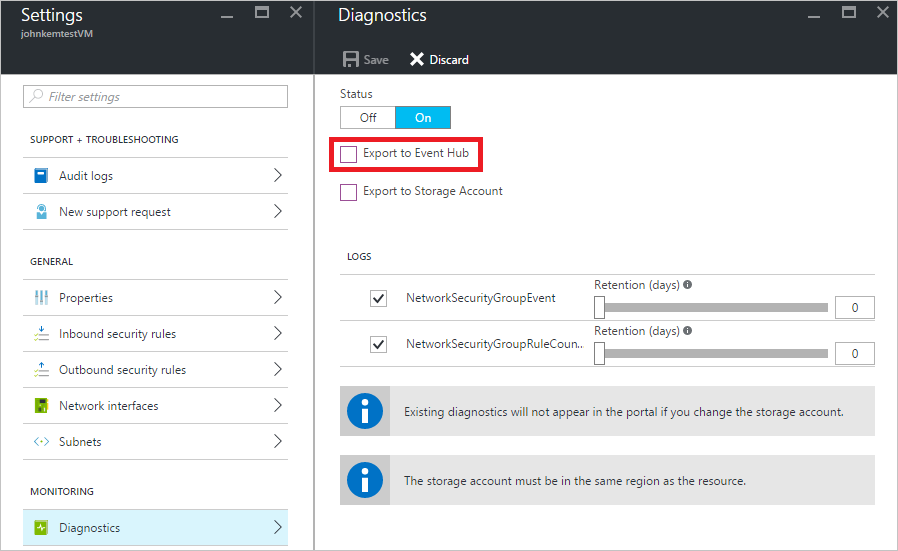 Settings
johnkemtestVM
Filter settings
SUPPORT + TROUBLESHOOTING
Audit logs
New support request
GENERAL
Properties
Inbound security rules
Outbound security rules
Network interfaces
Subnets
MONITORING
Diagnostics
Diagnostics
Save Discard
Status
Off On
Export to Event Hub
Export to Storage Account
LOGS
NetworkSecurityGroupEvent
Retention (days)
0
NetworkSecurityGroupRuleCoun...
Retention (days)
0
Existing diagnostics will not appear in the portal if you change the storage account.
The storage account must be in the same region as the resource.